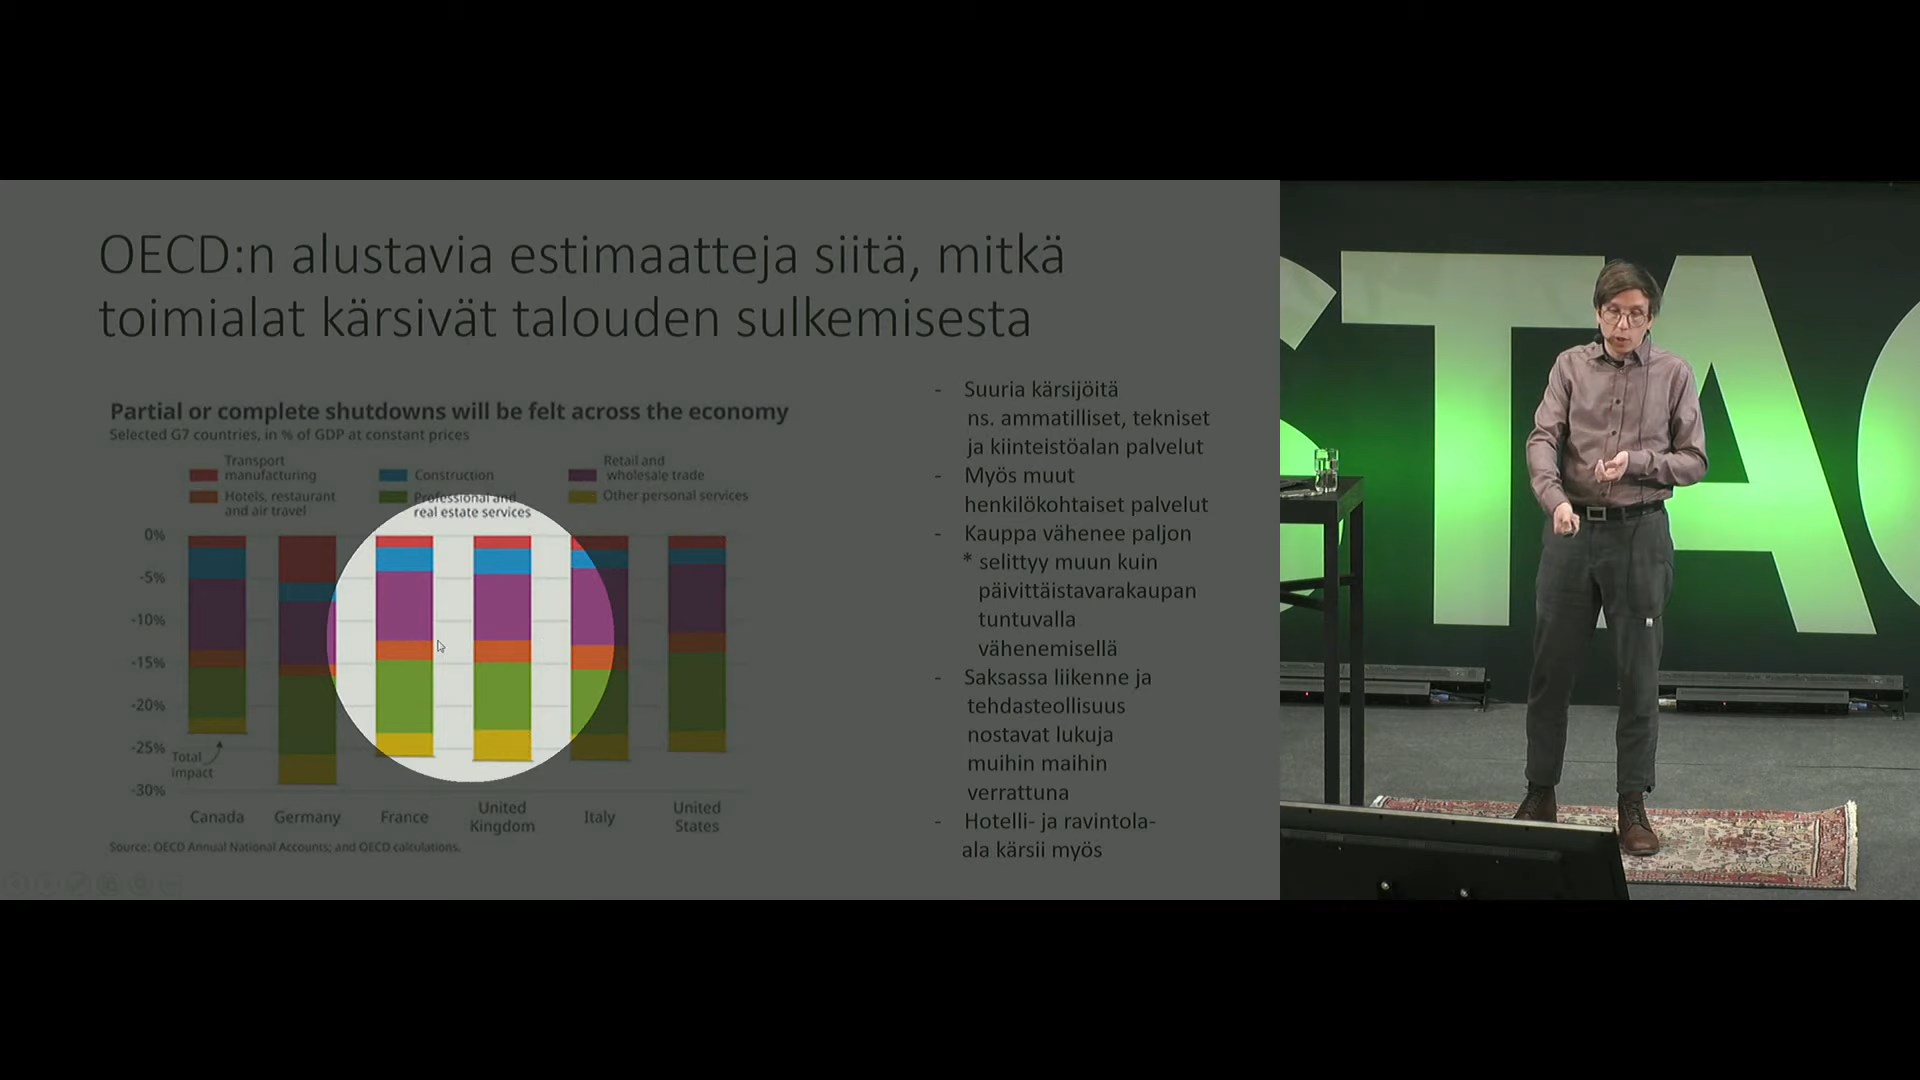 OECD:n alustavia estimaatteja siitä, mitkä
toimialat kärsivät talouden sulkemisesta
Partial or complete shutdowns will be felt across the economy
Selected G7 countries, in % of GDP at constant prices
Transport
manufacturing
Construction
Retail and
wholesale trade
Hotels, restaurant
and air travel
Professional and
real estate services
Other personal services
0%
-5%
-10%
-15%
-20%
-25%
-30%
Total
impact
Canada
Germany
France
United
Kingdom
Italy
United
States
Source: OECD Annual National Accounts; and OECD calculations.
- Suuria kärsijöitä
ns. ammatilliset, tekniset
ja kiinteistöalan palvelut
- Myös muut
henkilökohtaiset palvelut
- Kauppa vähenee paljon
* selittyy muun kuin
päivittäistavarakaupan
tuntuvalla
vähenemisellä
- Saksassa liikenne ja
tehdasteollisuus
nostavat lukuja
muihin maihin
verrattuna
- Hotelli- ja ravintola-
ala kärsii myös
STA